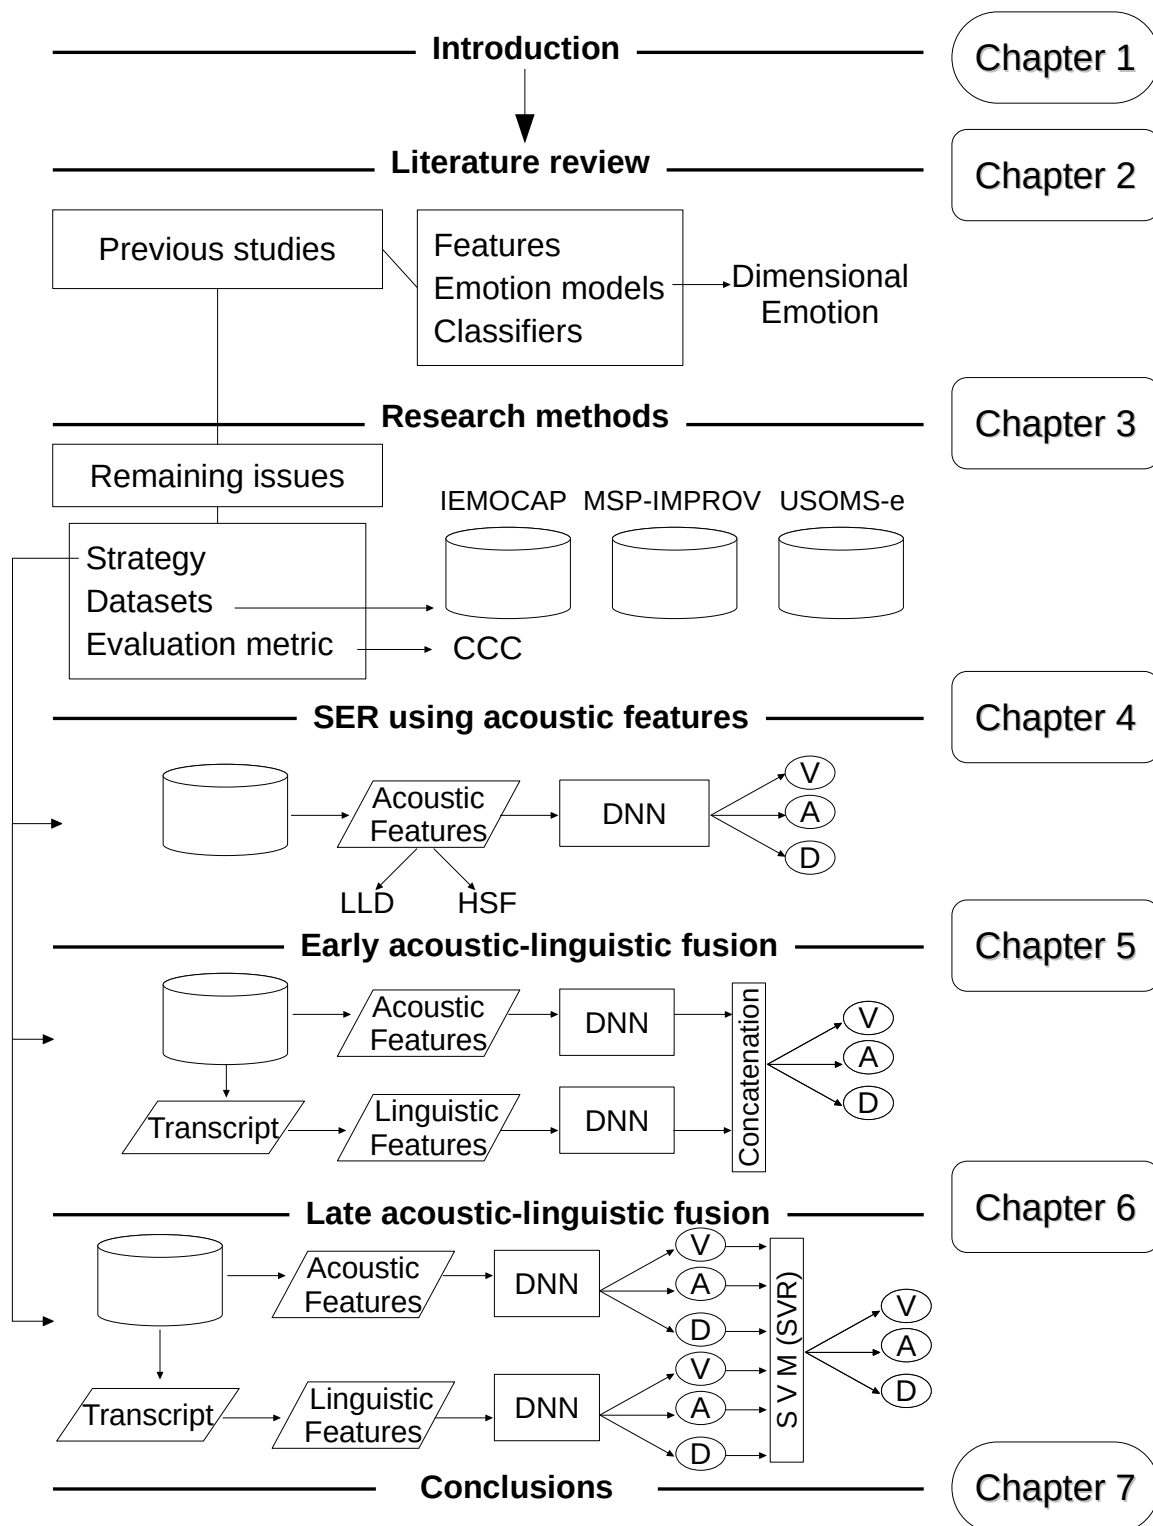 Introduction
Chapter 1
Literature review
Chapter 2
Previous studies
Features
Emotion models
Classifiers
Dimensional
Emotion
Research methods
Chapter 3
Remaining issues
IEMOCAP
MSP-IMPROV
USOMS-e
Strategy
Datasets
Evaluation metric
CCC
SER using acoustic features
Chapter 4
Acoustic
Features
DNN
V
A
D
LLD
HSF
Early acoustic-linguistic fusion
Chapter 5
Acoustic
Features
DNN
Transcript
Linguistic
Features
DNN
Concatenation
V
A
D
Late acoustic-linguistic fusion
Chapter 6
Acoustic
Features
DNN
V
A
D
Transcript
Linguistic
Features
DNN
V
A
D
S V M (SVR)
V
A
D
Conclusions
Chapter 7